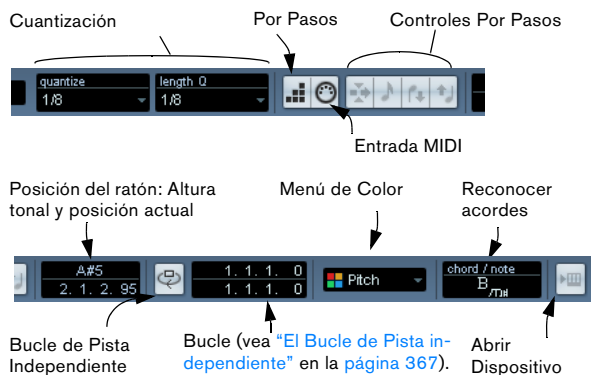 Cuantización Por Pasos Controles Por Pasos
quantize length Q
1/8 1/8
Entrada MIDI
Posición del ratón: Altura
tonal y posición actual
Menú de Color
Reconocer
acordes
A#5 1. 1. 1. 0 Pitch chord / note
2. 1. 2. 95 1. 1. 1. 0 B
Bucle de Pista
Independiente
Bucle (vea “El Bucle de Pista in-
dependiente” en la página 367).
Abrir
Dispositivo